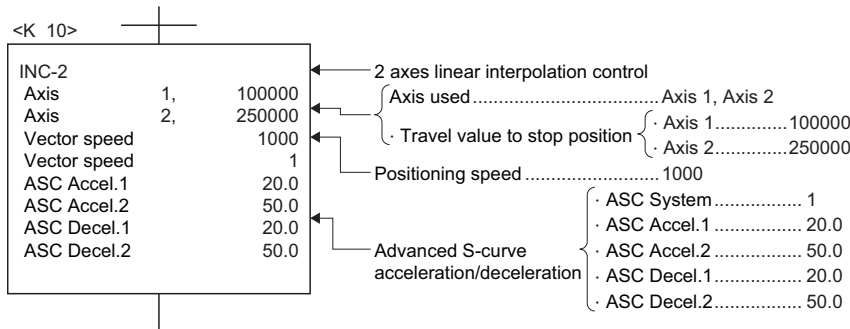 <K 10>
INC-2
Axis 1, 100000
Axis 2, 250000
Vector speed 1000
Vector speed 1
ASC Accel.1 20.0
ASC Accel.2 50.0
ASC Decel.1 20.0
ASC Decel.2 50.0
2 axes linear interpolation control
Axis used..................................... Axis 1, Axis 2
· Travel value to stop position
· Axis 1..............100000
· Axis 2..............250000
Positioning speed ........................... 1000
Advanced S-curve
acceleration/deceleration
· ASC System................. 1
· ASC Accel.1.................. 20.0
· ASC Accel.2.................. 50.0
· ASC Decel.1................. 20.0
· ASC Decel.2................. 50.0